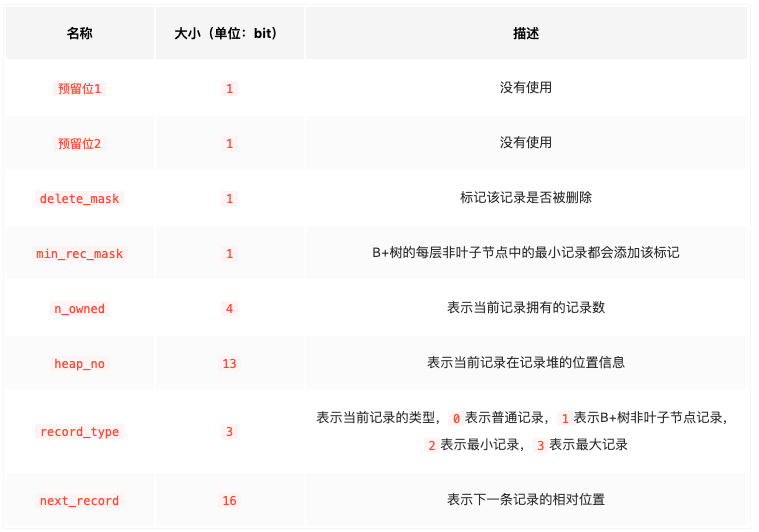 名称 大小（单位：bit） 描述
预留位1 1 没有使用
预留位2 1 没有使用
delete_mask 1 标记该记录是否被删除
min_rec_mask 1 B+树的每层非叶子节点中的最小记录都会添加该标记
n_owned 4 表示当前记录拥有的记录数
heap_no 13 表示当前记录在记录堆的位置信息
record_type 3 表示当前记录的类型，0表示普通记录，1表示B+树非叶子节点记录，
2表示最小记录，3表示最大记录
next_record 16 表示下一条记录的相对位置